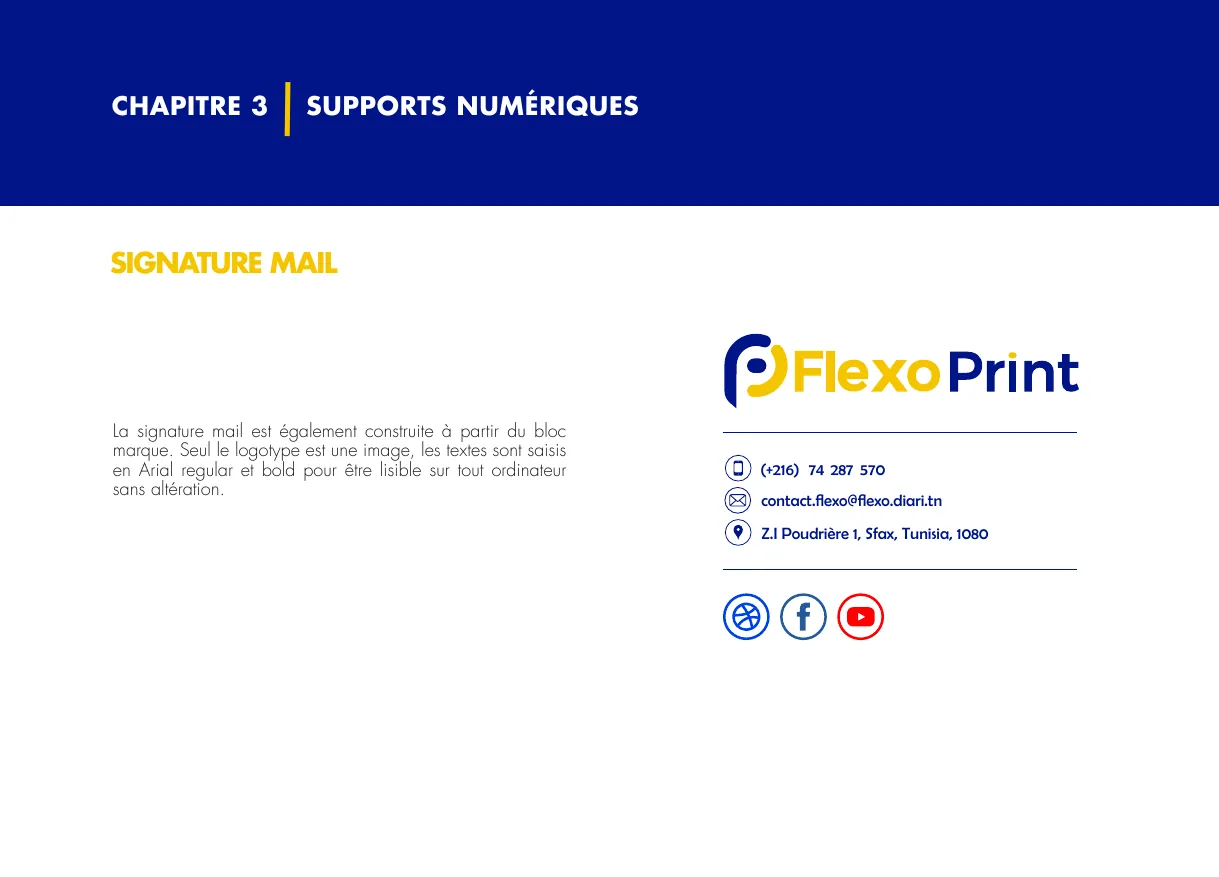 CHAPITRE 3 | SUPPORTS NUMÉRIQUES
SIGNATURE MAIL
La signature mail est également construite à partir du bloc
marque. Seul le logotype est une image, les textes sont saisis
en Arial regular et bold pour être lisible sur tout ordinateur
sans altération.
Flexo Print
(+216) 74 287 570
contact.flexo@flexo.diari.tn
Z.I Poudrière 1, Sfax, Tunisia, 1080